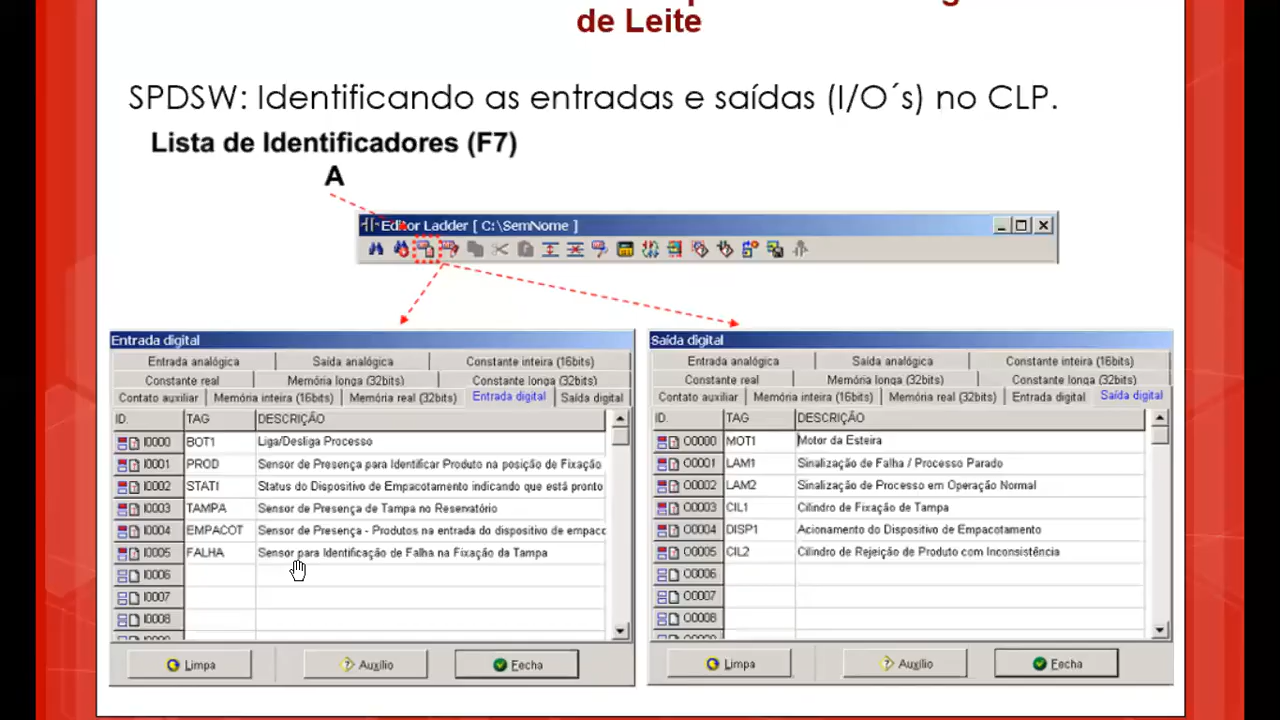 de Leite
SPDSW: Identificando as entradas e saídas (I/O´s) no CLP.
Lista de Identificadores (F7)
A
Editor Ladder [ C:\SemNome ]
Entrada digital
Entrada analógica Saída analógica Constante inteira (16bits)
Constante real Memória longa (32bits) Constante longa (32bits)
Contato auxiliar Memória inteira (16bits) Memória real (32bits) Entrada digital Saída digital
ID. TAG DESCRIÇÃO
I0000 BOT1 Liga/Desliga Processo
I0001 PROD Sensor de Presença para Identificar Produto na posição de Fixação
I0002 STAT1 Status do Dispositivo de Empacotamento indicando que está pronto
I0003 TAMPA Sensor de Presença de Tampa no Reservatório
I0004 EMPACOT Sensor de Presença - Produtos na entrada do dispositivo de empacc
I0005 FALHA Sensor para Identificação de Falha na Fixação da Tampa
I0006
I0007
I0008
Limpa Auxílio Fecha
Saída digital
Entrada analógica Saída analógica Constante inteira (16bits)
Constante real Memória longa (32bits) Constante longa (32bits)
Contato auxiliar Memória inteira (16bits) Memória real (32bits) Entrada digital Saída digital
ID. TAG DESCRIÇÃO
O0000 MOT1 Motor da Esteira
O0001 LAM1 Sinalização de Falha / Processo Parado
O0002 LAM2 Sinalização de Processo em Operação Normal
O0003 CIL1 Cilindro de Fixação de Tampa
O0004 DISP1 Acionamento do Dispositivo de Empacotamento
O0005 CIL2 Cilindro de Rejeição de Produto com Inconsistência
O0006
O0007
O0008
Limpa Auxílio Fecha